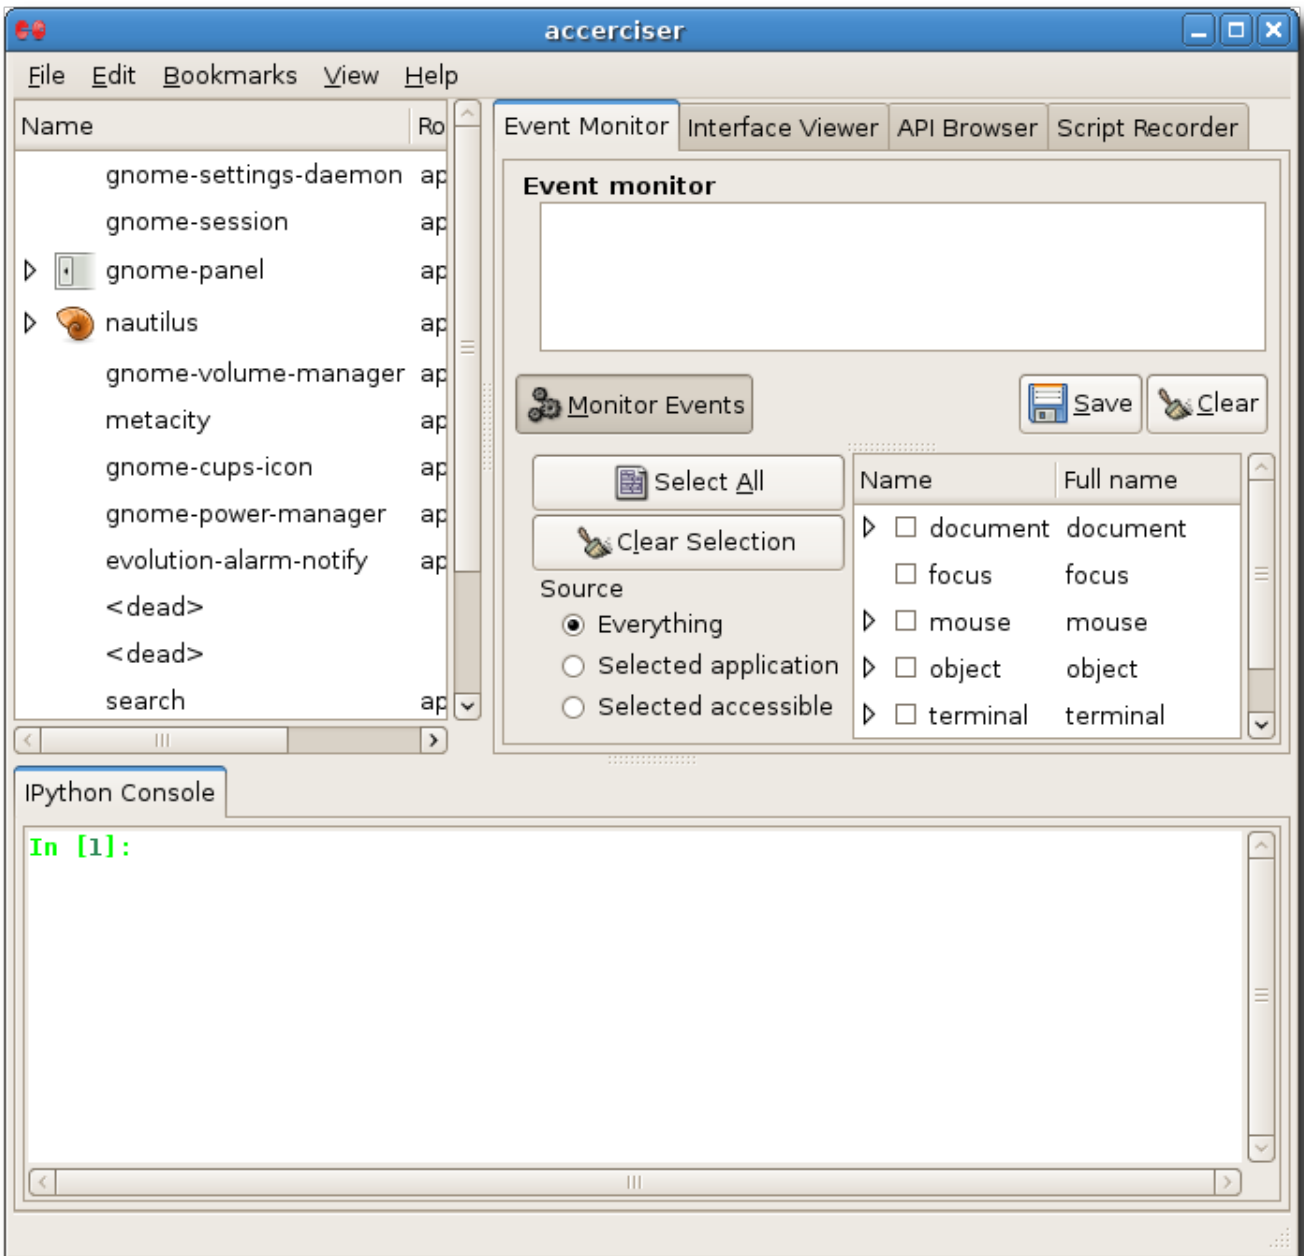 accerciser
File Edit Bookmarks View Help
Name Ro
gnome-settings-daemon ap
gnome-session ap
gnome-panel ap
nautilus ap
gnome-volume-manager ap
metacity ap
gnome-cups-icon ap
gnome-power-manager ap
evolution-alarm-notify ap
<dead>
<dead>
search ap
Event Monitor Interface Viewer API Browser Script Recorder
Event monitor
Monitor Events Save Clear
Select All
Clear Selection
Source
Everything
Selected application
Selected accessible
Name Full name
document document
focus focus
mouse mouse
object object
terminal terminal
IPython Console
In [1]: